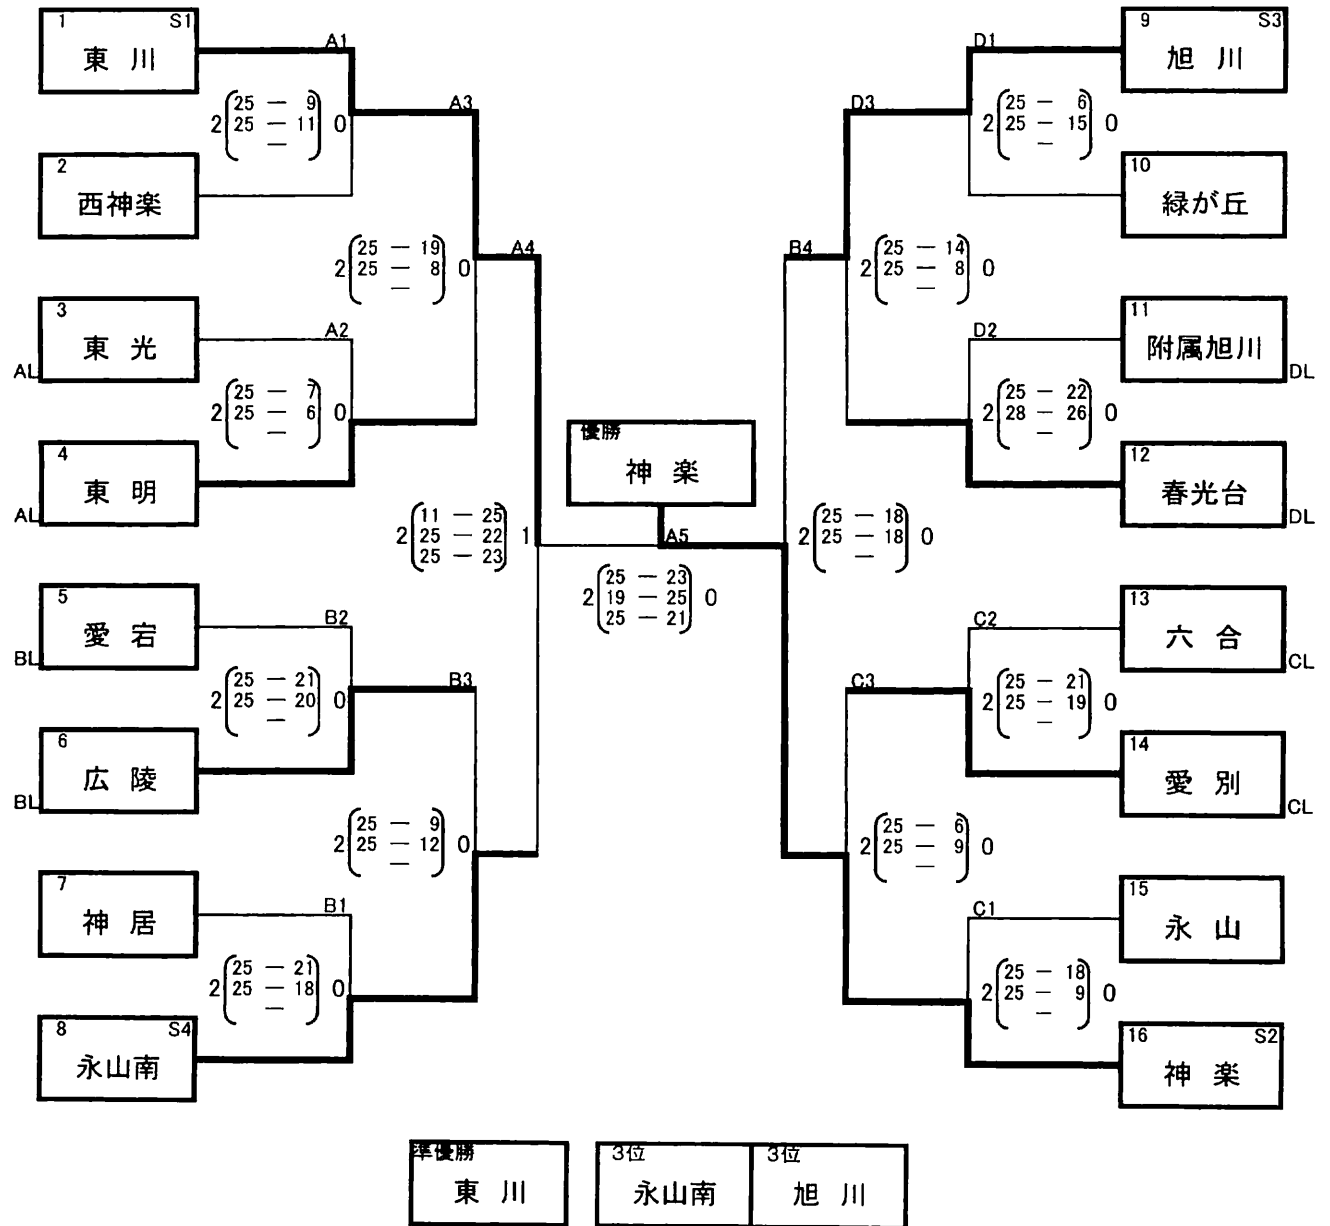 1 S1
東川
A1
2 25 — 9 0
25 — 11
—
2
西神楽
A3
2 25 — 19 0
25 — 8
—
A4
3
東光
AL
A2
2 25 — 7 0
25 — 6
—
4
東明
AL
2 11 — 25 1
25 — 22
25 — 23
5
愛宕
BL
B2
2 25 — 21 0
25 — 20
—
6
広陵
BL
B3
2 25 — 9 0
25 — 12
—
7
神居
B1
2 25 — 21 0
25 — 18
—
8 S4
永山南
優勝
神楽
A5
2 25 — 23 0
19 — 25
25 — 21
9 S3
旭川
D1
2 25 — 6 0
25 — 15
—
10
緑が丘
D3
2 25 — 14 0
25 — 8
—
B4
11
附属旭川
DL
D2
2 25 — 22 0
28 — 26
—
12
春光台
DL
2 25 — 18 0
25 — 18
—
13
六合
CL
C2
2 25 — 21 0
25 — 19
—
14
愛別
CL
C3
2 25 — 6 0
25 — 9
—
15
永山
C1
2 25 — 18 0
25 — 9
—
16 S2
神楽
準優勝
東川
3位
永山南
3位
旭川